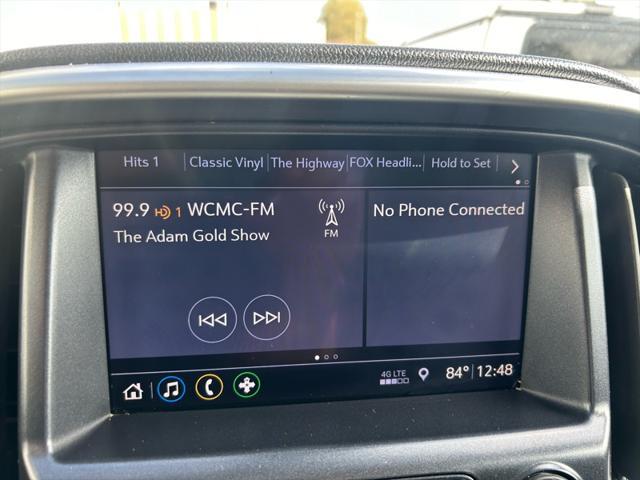 Hits 1 Classic Vinyl The Highway FOX Headli... Hold to Set
99.9 HD 1 WCMC-FM
The Adam Gold Show
FM
No Phone Connected
4G LTE
84° 12:48